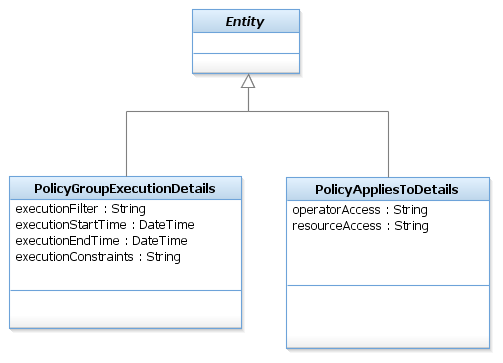 Entity
PolicyGroupExecutionDetails
executionFilter : String
executionStartTime : DateTime
executionEndTime : DateTime
executionConstraints : String
PolicyAppliesToDetails
operatorAccess : String
resourceAccess : String